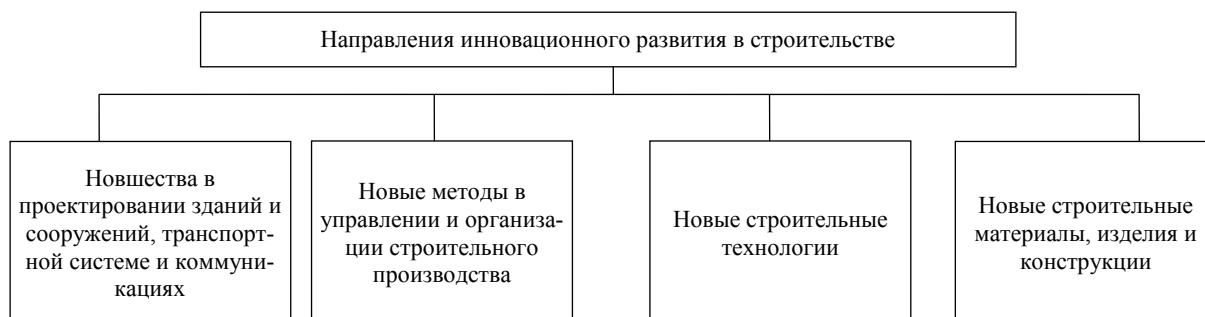 Направления инновационного развития в строительстве
Новшества в
проектировании зданий и
сооружений, транспорт-
ной системе и коммуни-
кациях
Новые методы в
управлении и организа-
ции строительного
производства
Новые строительные
технологии
Новые строительные
материалы, изделия и
конструкции